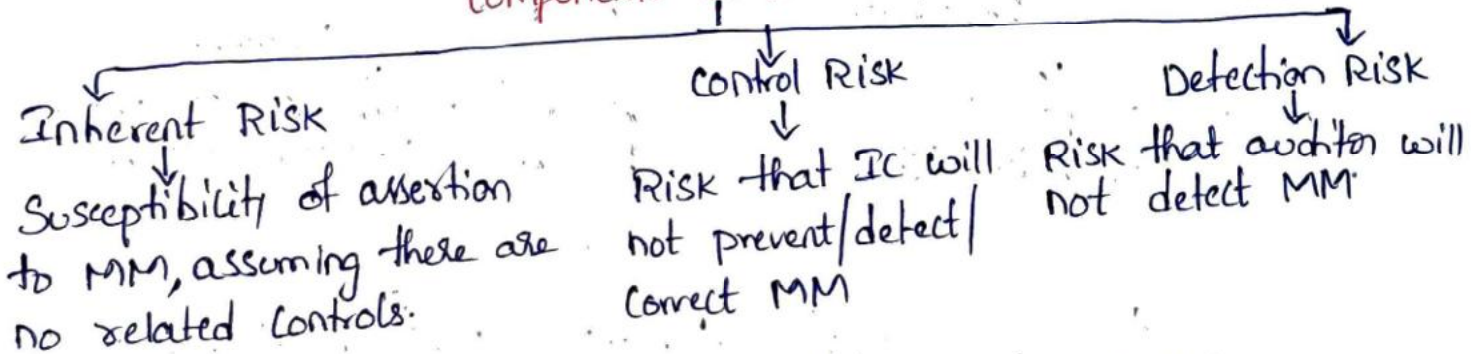 Inherent Risk
Susceptibility of assertion
to MM, assuming there are
no related controls.
Control Risk
Risk that IC will
not prevent/detect/
Correct MM
Detection Risk
Risk that auditor will
not detect MM.